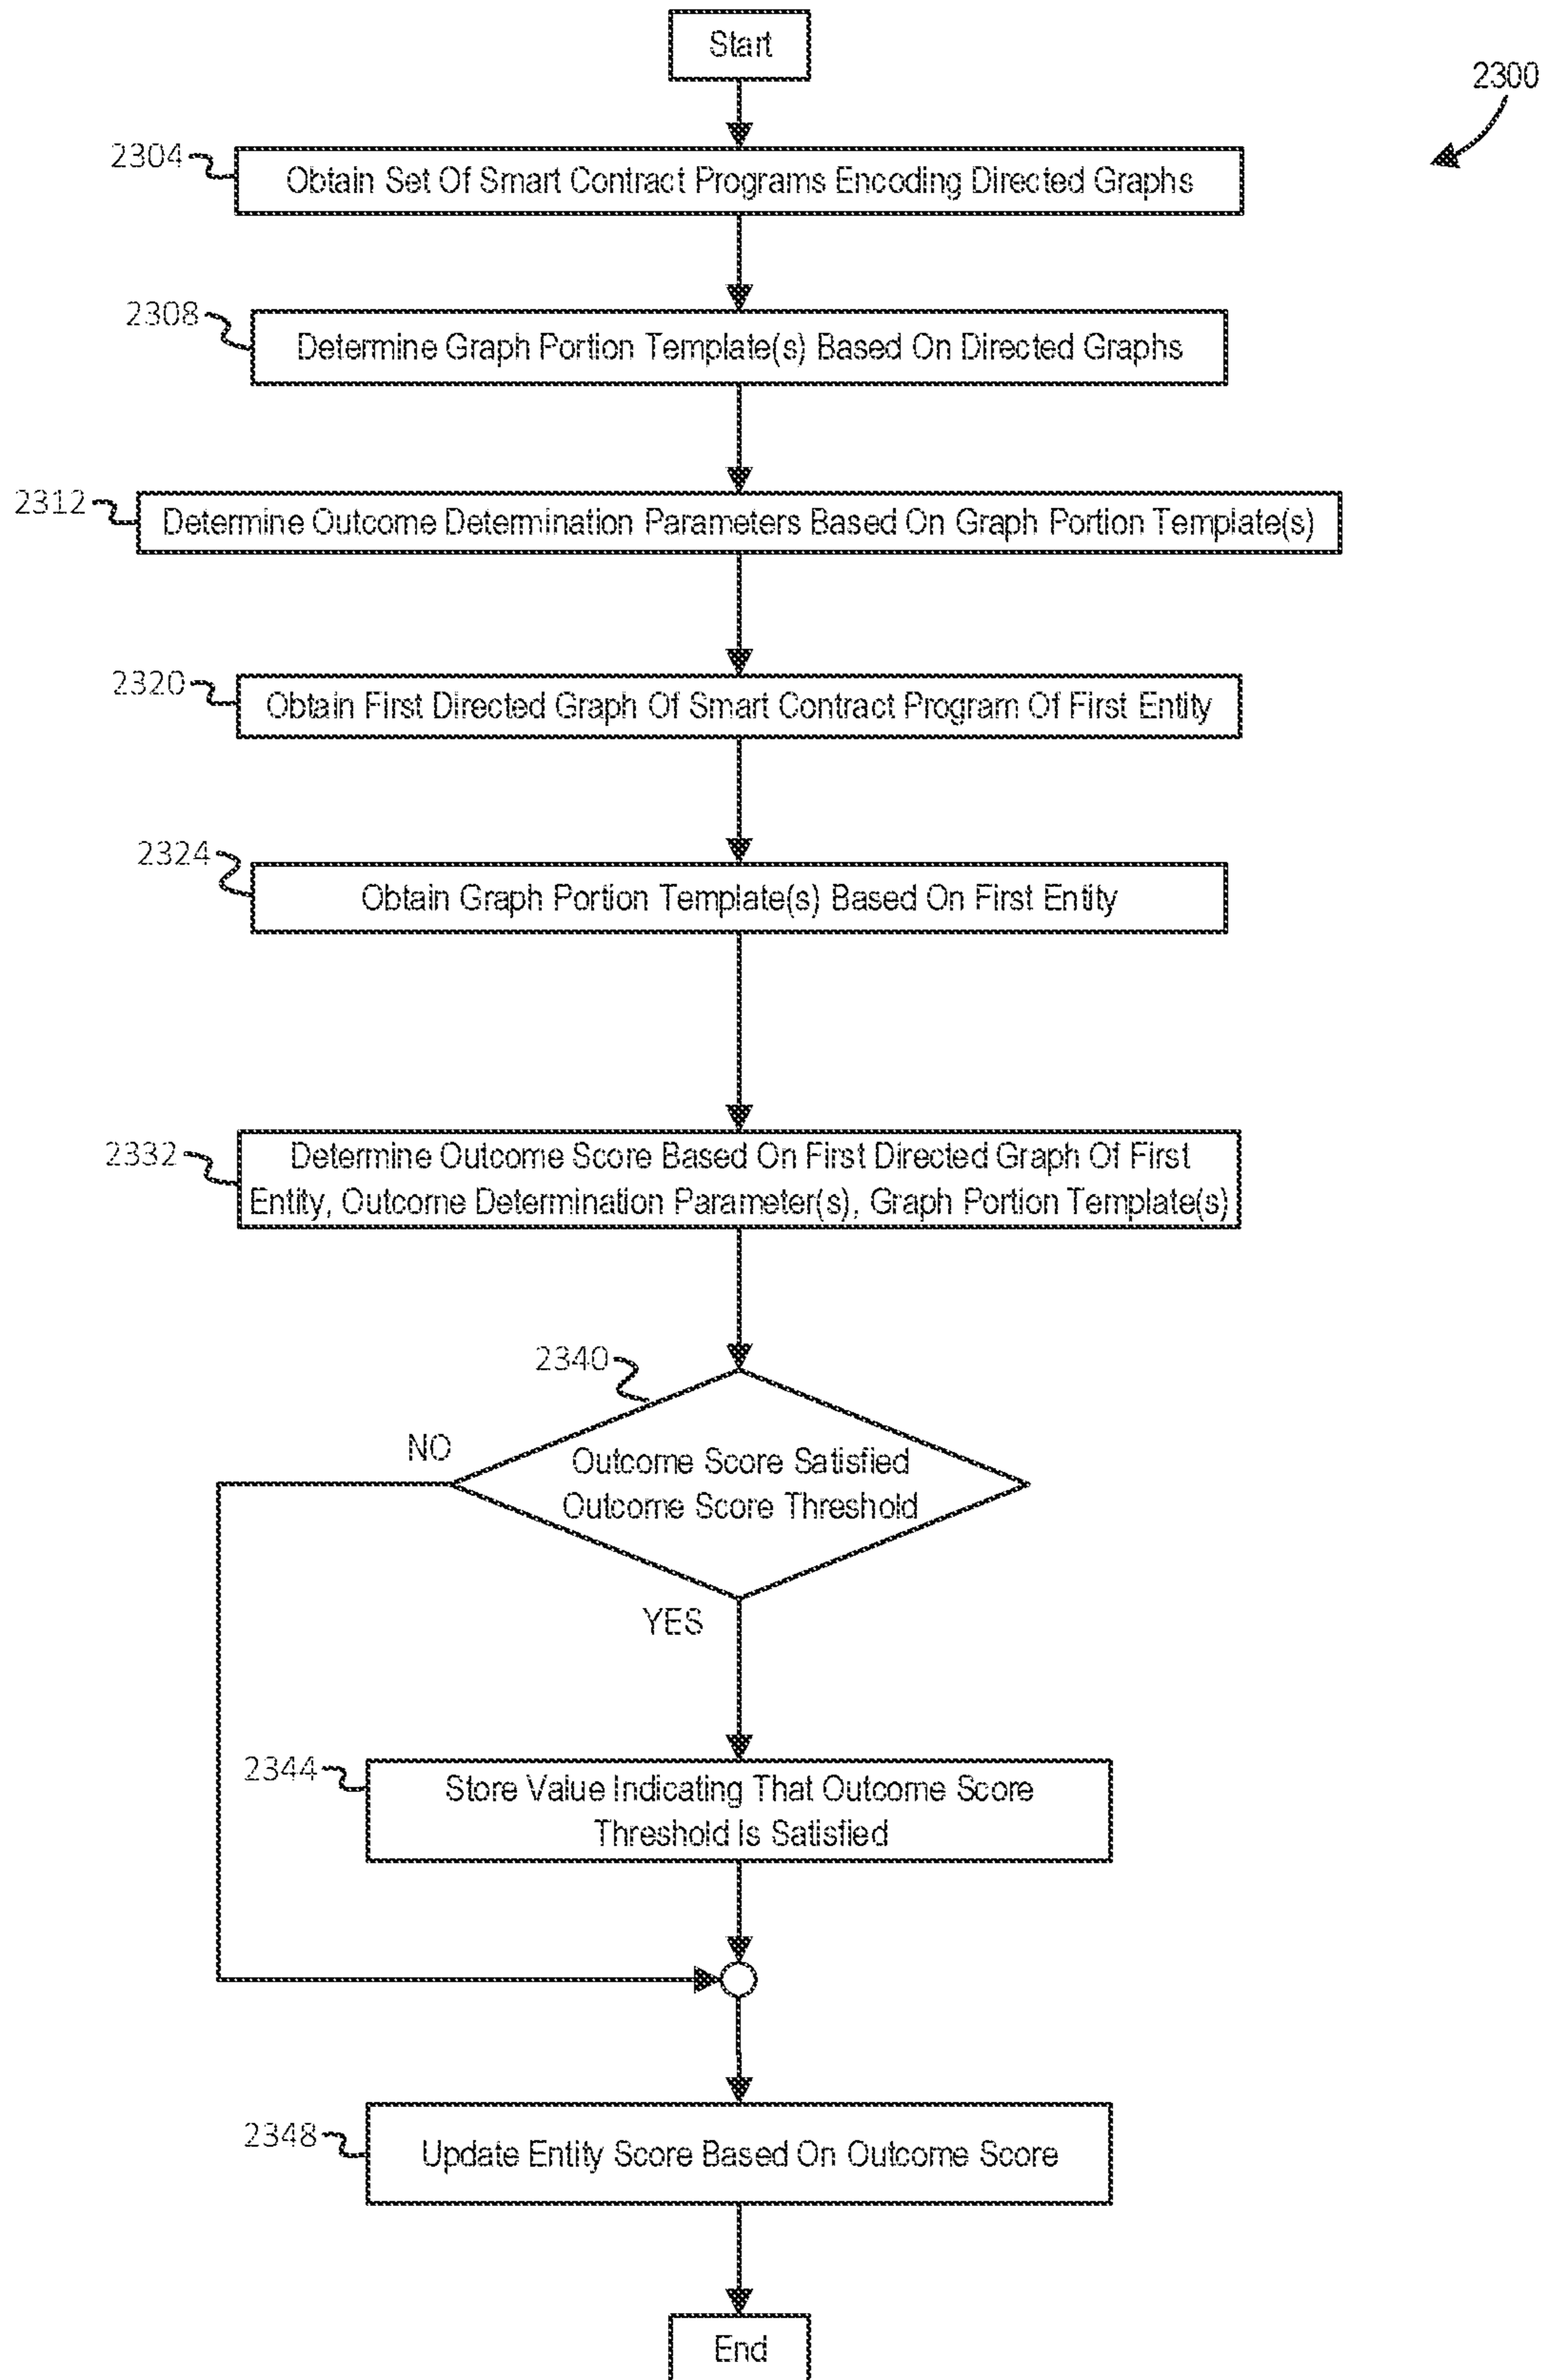 Start
2300
2304
Obtain Set Of Smart Contract Programs Encoding Directed Graphs
2308
Determine Graph Portion Template(s) Based On Directed Graphs
2312
Determine Outcome Determination Parameters Based On Graph Portion Template(s)
2320
Obtain First Directed Graph Of Smart Contract Program Of First Entity
2324
Obtain Graph Portion Template(s) Based On First Entity
2332
Determine Outcome Score Based On First Directed Graph Of First
Entity, Outcome Determination Parameter(s), Graph Portion Template(s)
2340
NO
Outcome Score Satisfied
Outcome Score Threshold
YES
2344
Store Value Indicating That Outcome Score
Threshold Is Satisfied
2348
Update Entity Score Based On Outcome Score
End